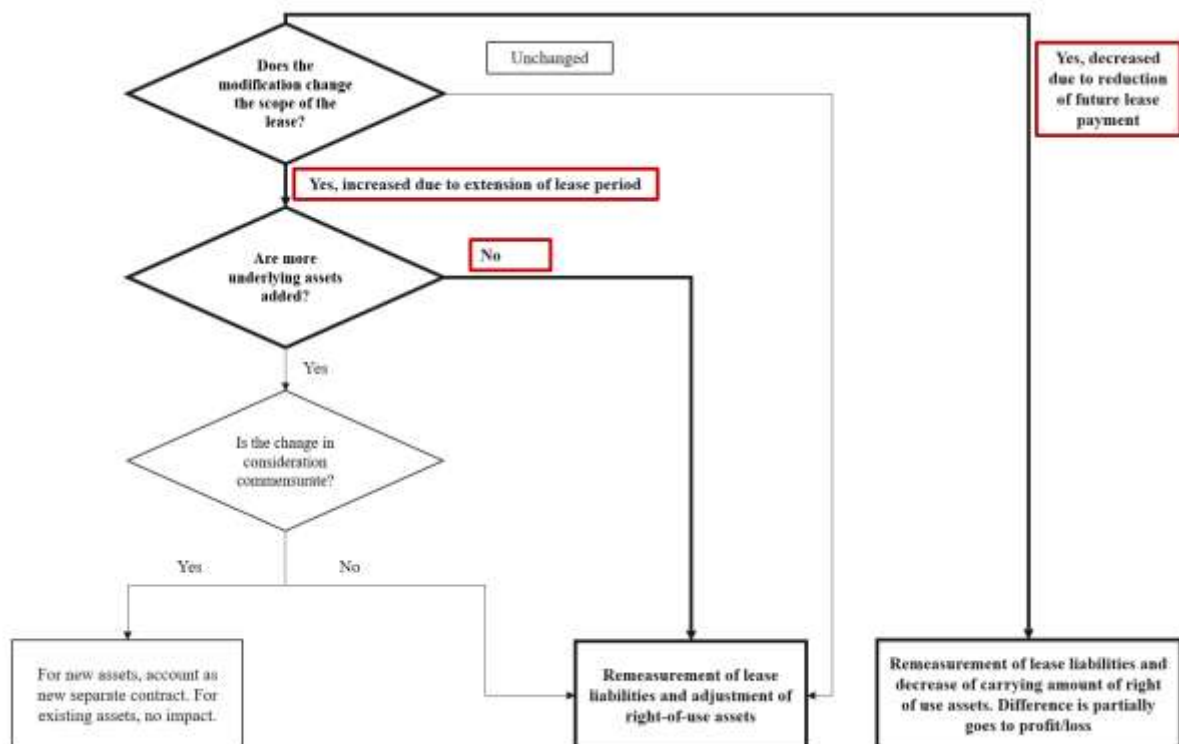 Does the
modification change
the scope of the
lease?
Unchanged
Yes, decreased
due to reduction
of future lease
payment
Yes, increased due to extension of lease period
Are more
underlying assets
added?
No
Yes
Is the change in
consideration
commensurate?
Yes
No
For new assets, account as
new separate contract. For
existing assets, no impact.
Remeasurement of lease
liabilities and adjustment of
right-of-use assets
Remeasurement of lease liabilities and
decrease of carrying amount of right
of use assets. Difference is partially
goes to profit/loss